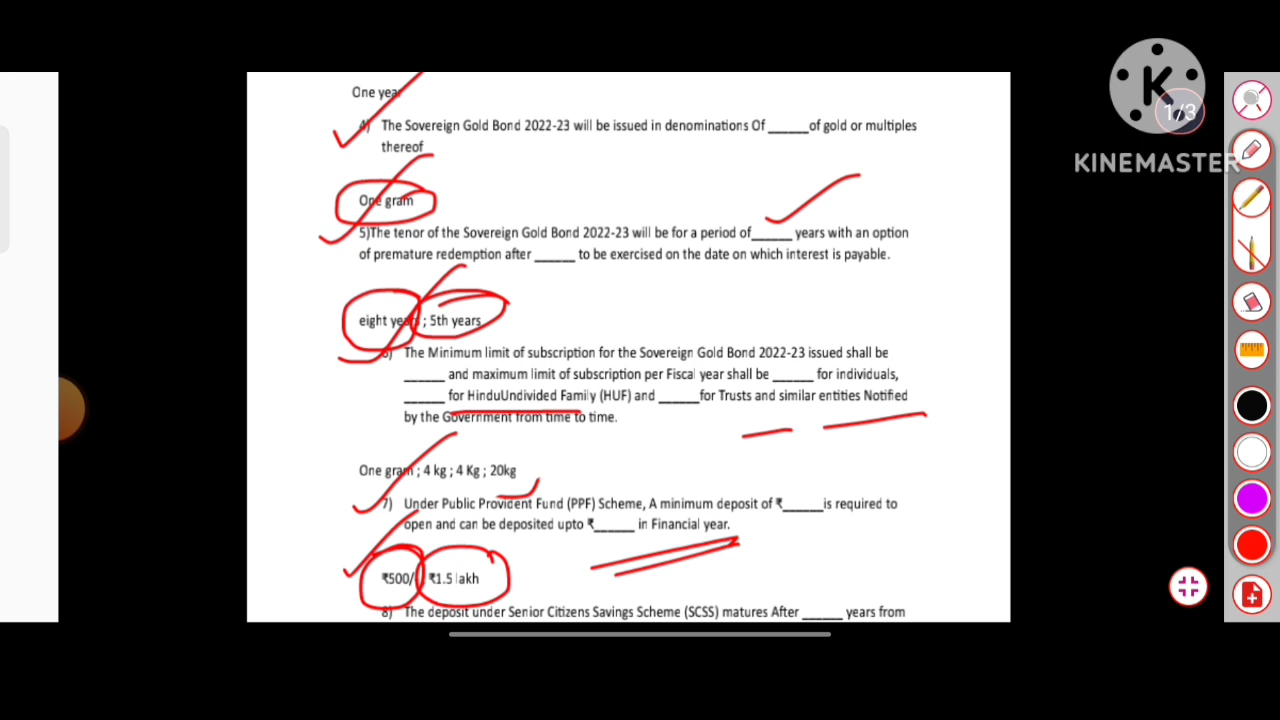 One year
4) The Sovereign Gold Bond 2022-23 will be issued in denominations Of ______of gold or multiples
thereof
One gram
5)The tenor of the Sovereign Gold Bond 2022-23 will be for a period of______ years with an option
of premature redemption after ______ to be exercised on the date on which interest is payable.
eight years ; 5th years
6) The Minimum limit of subscription for the Sovereign Gold Bond 2022-23 issued shall be
______ and maximum limit of subscription per Fiscal year shall be ______ for individuals,
______ for HinduUndivided Family (HUF) and ______for Trusts and similar entities Notified
by the Government from time to time.
One gram ; 4 kg ; 4 Kg ; 20kg
7) Under Public Provident Fund (PPF) Scheme, A minimum deposit of ₹______is required to
open and can be deposited upto ₹______ in Financial year.
₹500/ ₹1.5 lakh
8) The deposit under Senior Citizens Savings Scheme (SCSS) matures After ______ years from
1/3
KINEMASTER